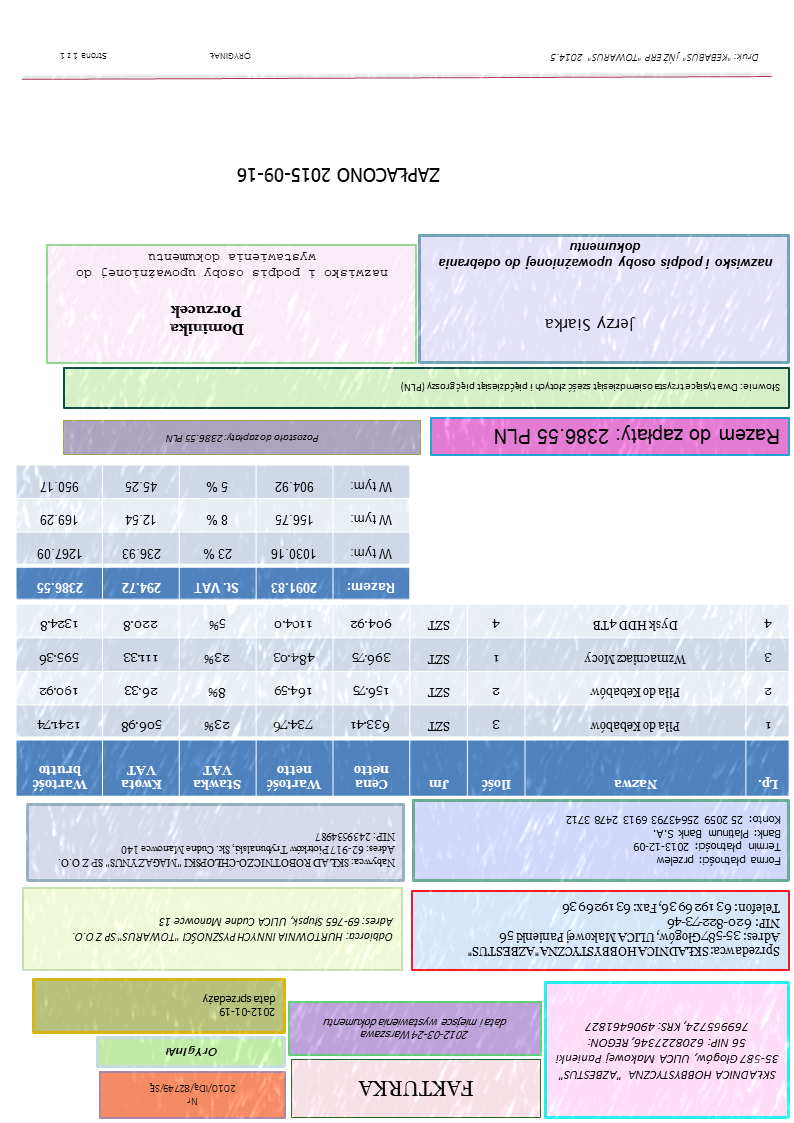 SKŁADNICA HOBBYSTYCZNA "AZBESTUS"
35-587 Głogów, ULICA Makowej Panienki
56 NIP: 6208227346, REGON:
769965724, KRS: 4906461827
FAKTURKA
Nr
2010/IDą/82749/SĘ
OrYgInAł
2012-03-24 Warszawa
data i miejsce wystawienia dokumentu
2012-01-19
data sprzedaży
Sprzedawca: SKŁADNICA HOBBYSTYCZNA "AZBESTUS"
Adres: 35-587 Głogów, ULICA Makowej Panienki 56
NIP: 620-822-73-46
Telefon: 63 192 69 36, Fax: 63 192 69 36
Odbiorca: HURTOWNIA INNYCH PYSZNOŚCI "TOWARUS" SP Z O.O.
Adres: 69-765 Słupsk, ULICA Cudne Manowce 13
Forma płatności: przelew
Termin płatności: 2013-12-09
Bank: Platinum Bank S.A.
Konto: 25 2059 25643793 6913 2478 3712
Nabywca: SKŁAD ROBOTNICZO-CHŁOPSKI "MAGAZYNUS" SP Z O.O.
Adres: 62-917 Piotrków Trybunalski, Sk. Cudne Manowce 140
NIP: 2439534987
Lp. Nazwa Ilość Jm Cena netto Wartość netto Stawka VAT Kwota VAT Wartość brutto
1 Piła do Kebabów 3 SZT 633.41 734.76 23% 506.98 1241.74
2 Piła do Kebabów 2 SZT 156.75 164.59 8% 26.33 190.92
3 Wzmacniacz Mocy 1 SZT 396.75 484.03 23% 111.33 595.36
4 Dysk HDD 4TB 4 SZT 904.92 1104.0 5% 220.8 1324.8
Razem: 2091.83 St. VAT 294.72 2386.55
W tym: 1030.16 23 % 236.93 1267.09
W tym: 156.75 8 % 12.54 169.29
W tym: 904.92 5 % 45.25 950.17
Razem do zapłaty: 2386.55 PLN
Pozostało do zapłaty: 2386.55 PLN
Słownie: Dwa tysiące trzysta osiemdziesiąt sześć złotych i pięćdziesiąt pięć groszy (PLN)
Jerzy Siarka
nazwisko i podpis osoby upoważnionej do odebrania
dokumentu
Dominika
Porzucek
nazwisko i podpis osoby upoważnionej do
wystawienia dokumentu
ZAPŁACONO 2015-09-16
Druk: "KEBABUS" JNŻERP "TOWARUS" 2014.5
ORYGINAŁ
Strona 1 z 1